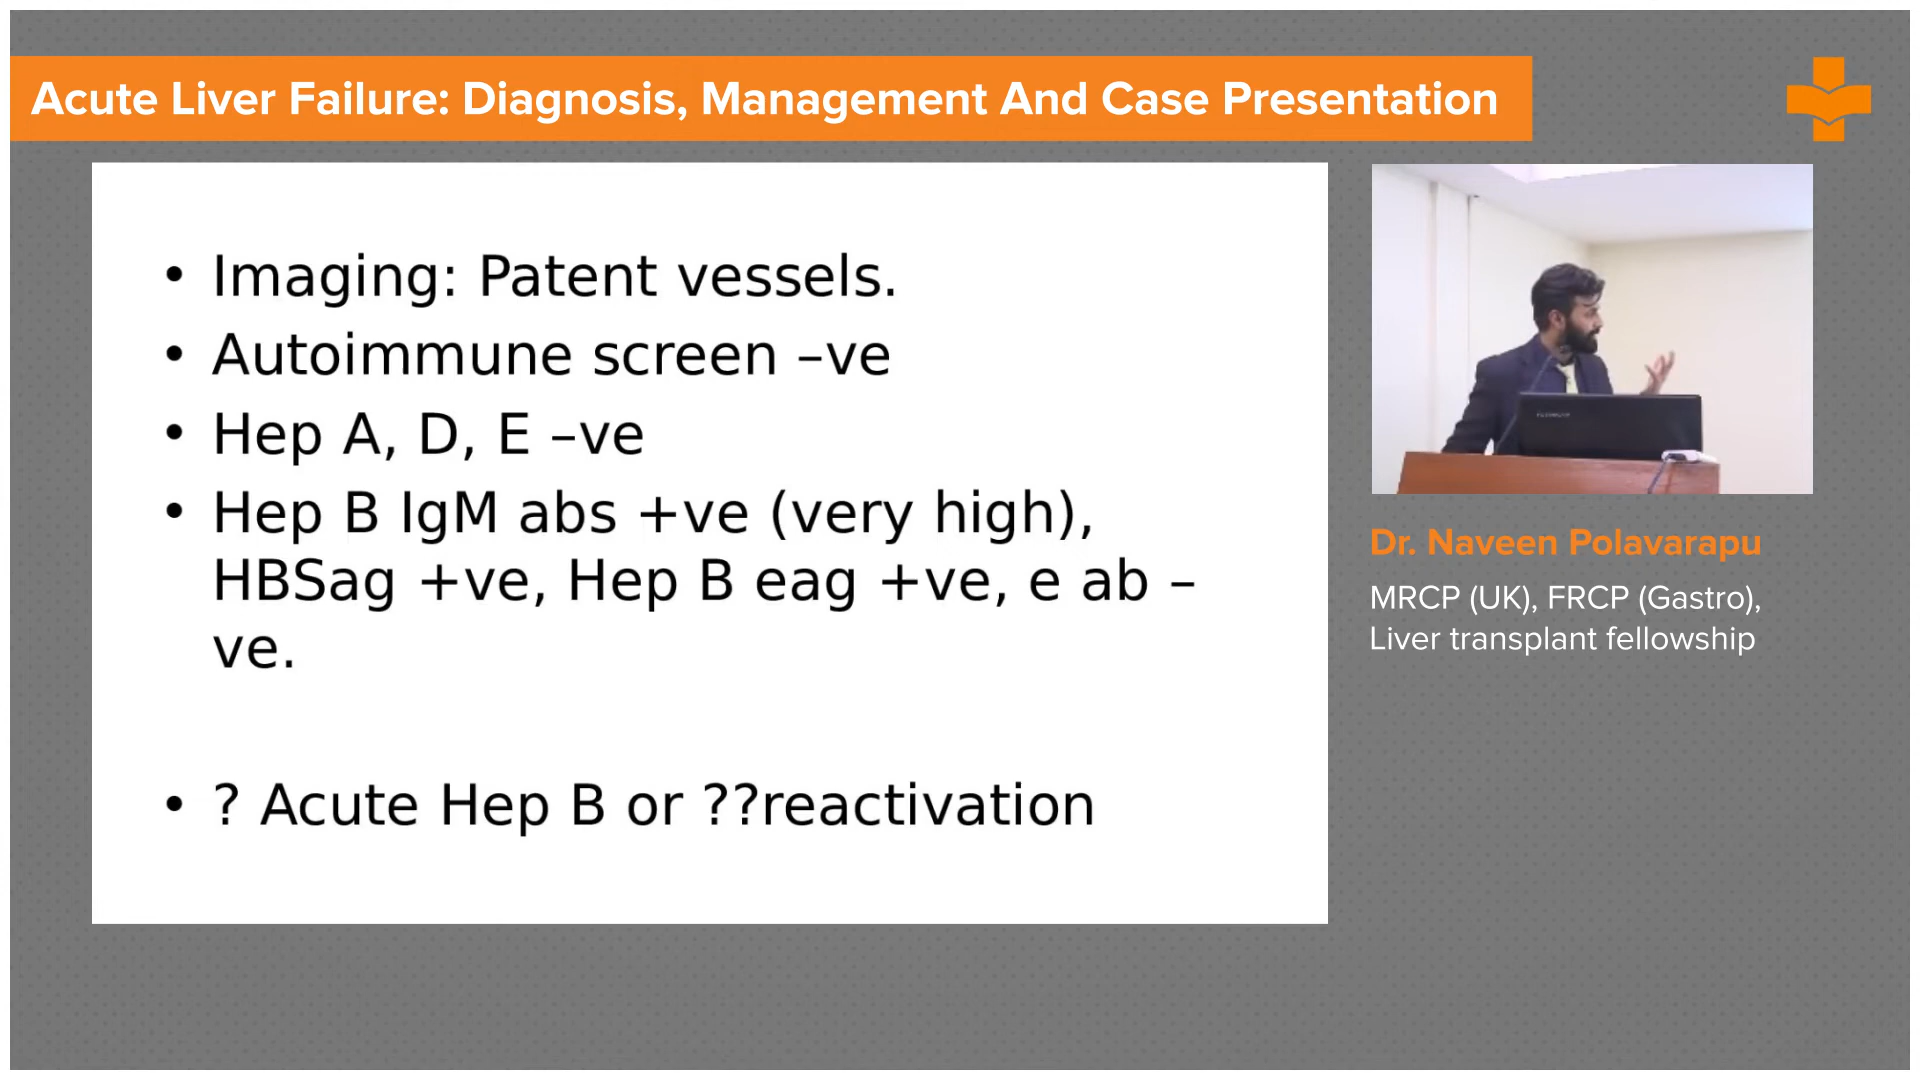 Acute Liver Failure: Diagnosis, Management And Case Presentation
• Imaging: Patent vessels.
• Autoimmune screen –ve
• Hep A, D, E –ve
• Hep B IgM abs +ve (very high),
HBSag +ve, Hep B eag +ve, e ab –
ve.
• ? Acute Hep B or ??reactivation
Dr. Naveen Polavarapu
MRCP (UK), FRCP (Gastro),
Liver transplant fellowship